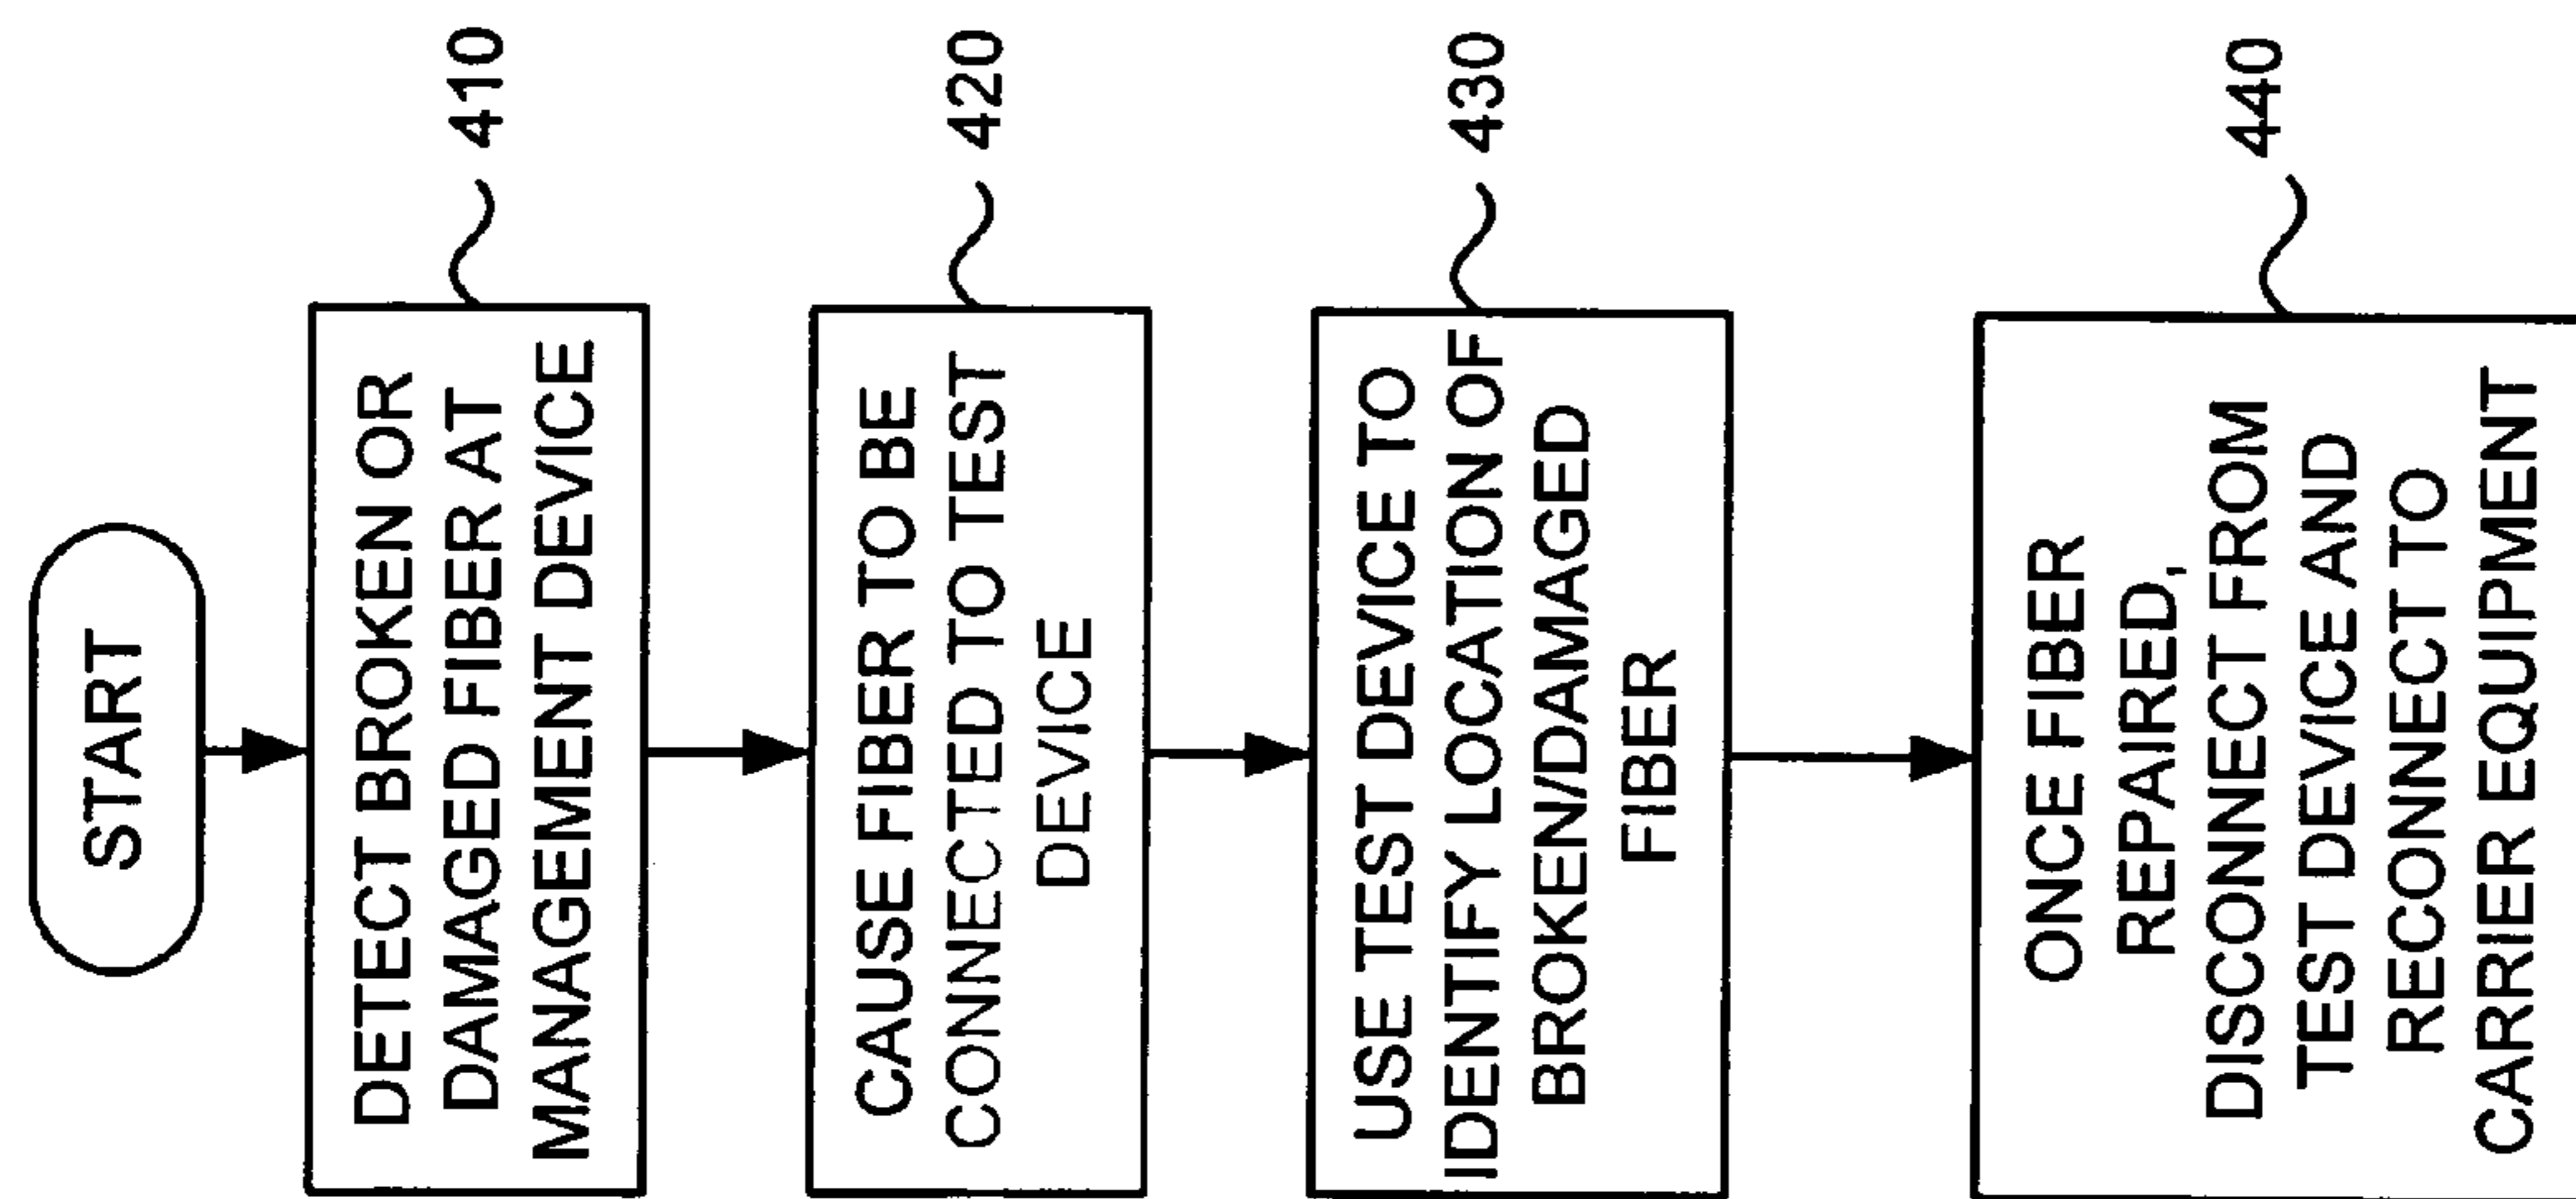 START
DETECT BROKEN OR
DAMAGED FIBER AT
MANAGEMENT DEVICE
410
CAUSE FIBER TO BE
CONNECTED TO TEST
DEVICE
420
USE TEST DEVICE TO
IDENTIFY LOCATION OF
BROKEN/DAMAGED
FIBER
430
ONCE FIBER
REPAIRED,
DISCONNECT FROM
TEST DEVICE AND
RECONNECT TO
CARRIER EQUIPMENT
440